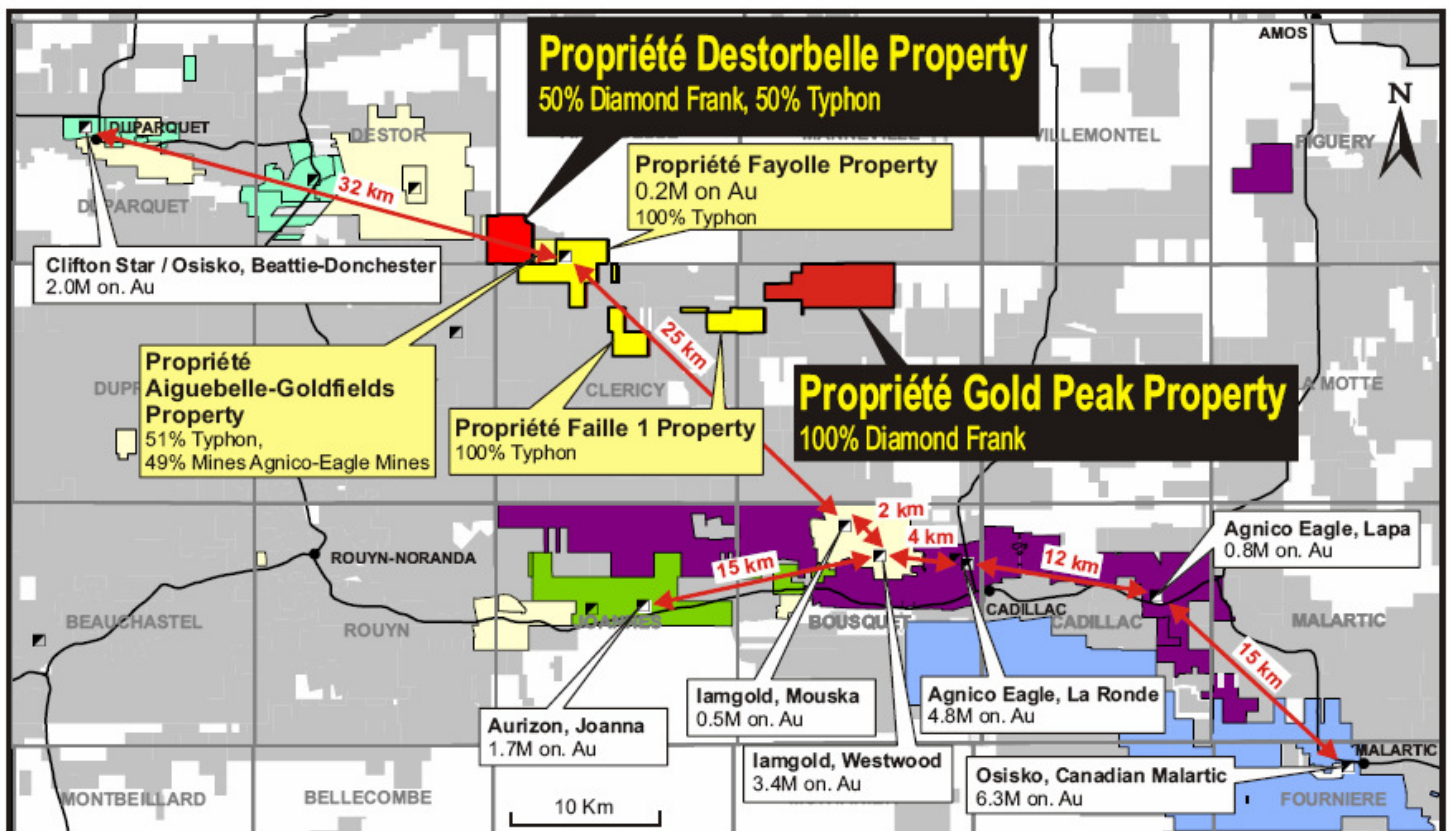 AMOS
Propriété Destorbelle Property
50% Diamond Frank, 50% Typhon
N
DUPARQUET
DESTOR
VILLEMONTEL
FIGUERY
Propriété Fayolle Property
0.2M on Au
100% Typhon
32 km
DUPARQUET
Clifton Star / Osisko, Beattie-Donchester
2.0M on. Au
25 km
Propriété
Aiguebelle-Goldfields
Property
51% Typhon,
49% Mines Agnico-Eagle Mines
CLERICY
LA MOTTE
Propriété Gold Peak Property
100% Diamond Frank
Propriété Faille 1 Property
100% Typhon
2 km
4 km
Agnico Eagle, Lapa
0.8M on. Au
ROUYN-NORANDA
15 km
12 km
CADILLAC
BEAUCHASTEL
ROUYN
JOANNES
BOUSQUET
CADILLAC
MALARTIC
15 km
Iamgold, Mouska
0.5M on. Au
Agnico Eagle, La Ronde
4.8M on. Au
Aurizon, Joanna
1.7M on. Au
Iamgold, Westwood
3.4M on. Au
Osisko, Canadian Malartic
6.3M on. Au
MALARTIC
MONTBEILLARD
BELLECOMBE
10 Km
FOURNIERE